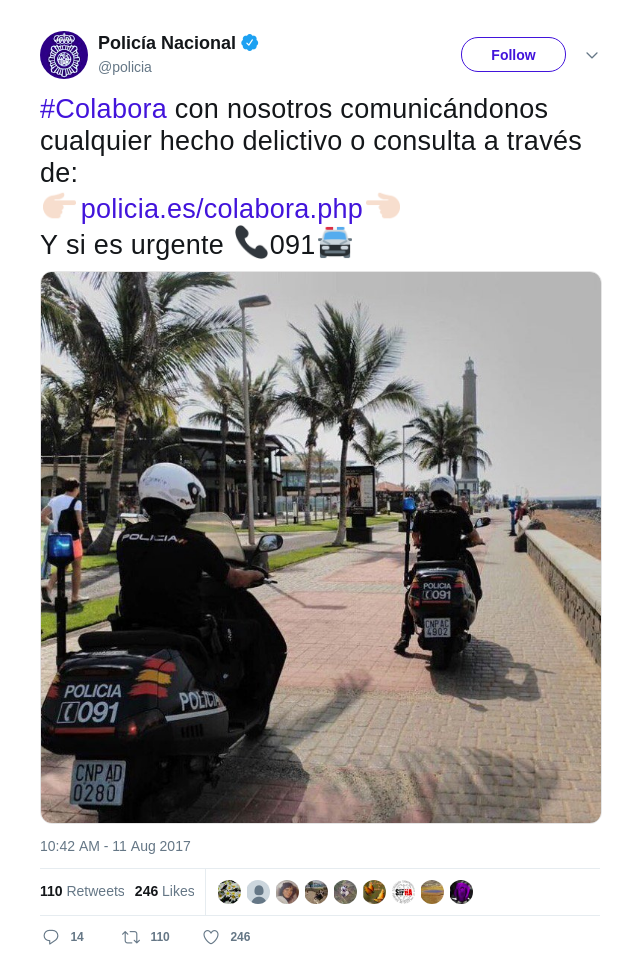 Policía Nacional
@policia
Follow
#Colabora con nosotros comunicándonos
cualquier hecho delictivo o consulta a través
de:
policia.es/colabora.php
Y si es urgente 091
POLICIA
POLICIA
POLICIA
091
CNP AC
4902
POLICIA
091
POLICIA
CNP AD
0280
10:42 AM - 11 Aug 2017
110 Retweets 246 Likes
14 110 246